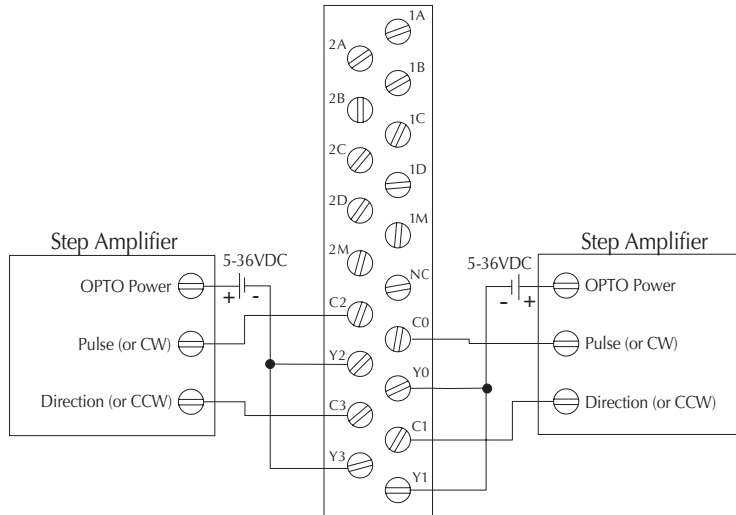 1A
2A
1B
2B
1C
2C
1D
2D
1M
Step Amplifier
Step Amplifier
2M
5-36VDC
5-36VDC
NC
OPTO Power
+ -
- +
OPTO Power
C2
C0
Pulse (or CW)
Pulse (or CW)
Y2
Y0
Direction (or CCW)
C3
Direction (or CCW)
C1
Y3
Y1